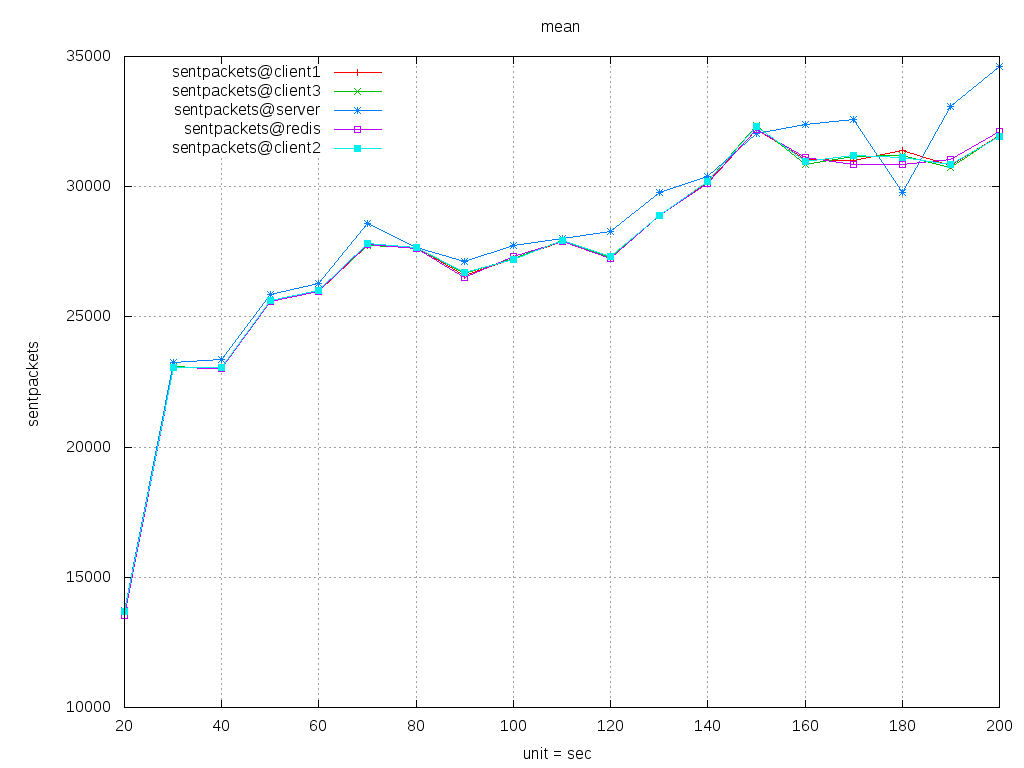 mean
35000
30000
25000
20000
15000
10000
sentpackets
sentpackets@client1
sentpackets@client3
sentpackets@server
sentpackets@redis
sentpackets@client2
20 40 60 80 100 120 140 160 180 200
unit = sec